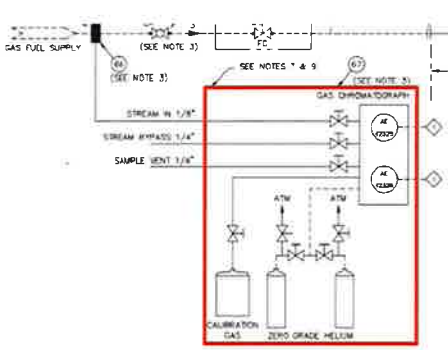 GAS FUEL SUPPLY
(SEE NOTE 3)
FC
66
(SEE NOTE 3)
SEE NOTES 7 & 9
67
(SEE NOTE 3)
GAS CHROMATOGRAPH
STREAM IN 1/8"
STREAM BYPASS 1/4"
SAMPLE VENT 1/4"
AE
AE
ATM
ATM
CALIBRATION
GAS
ZERO GRADE HELIUM